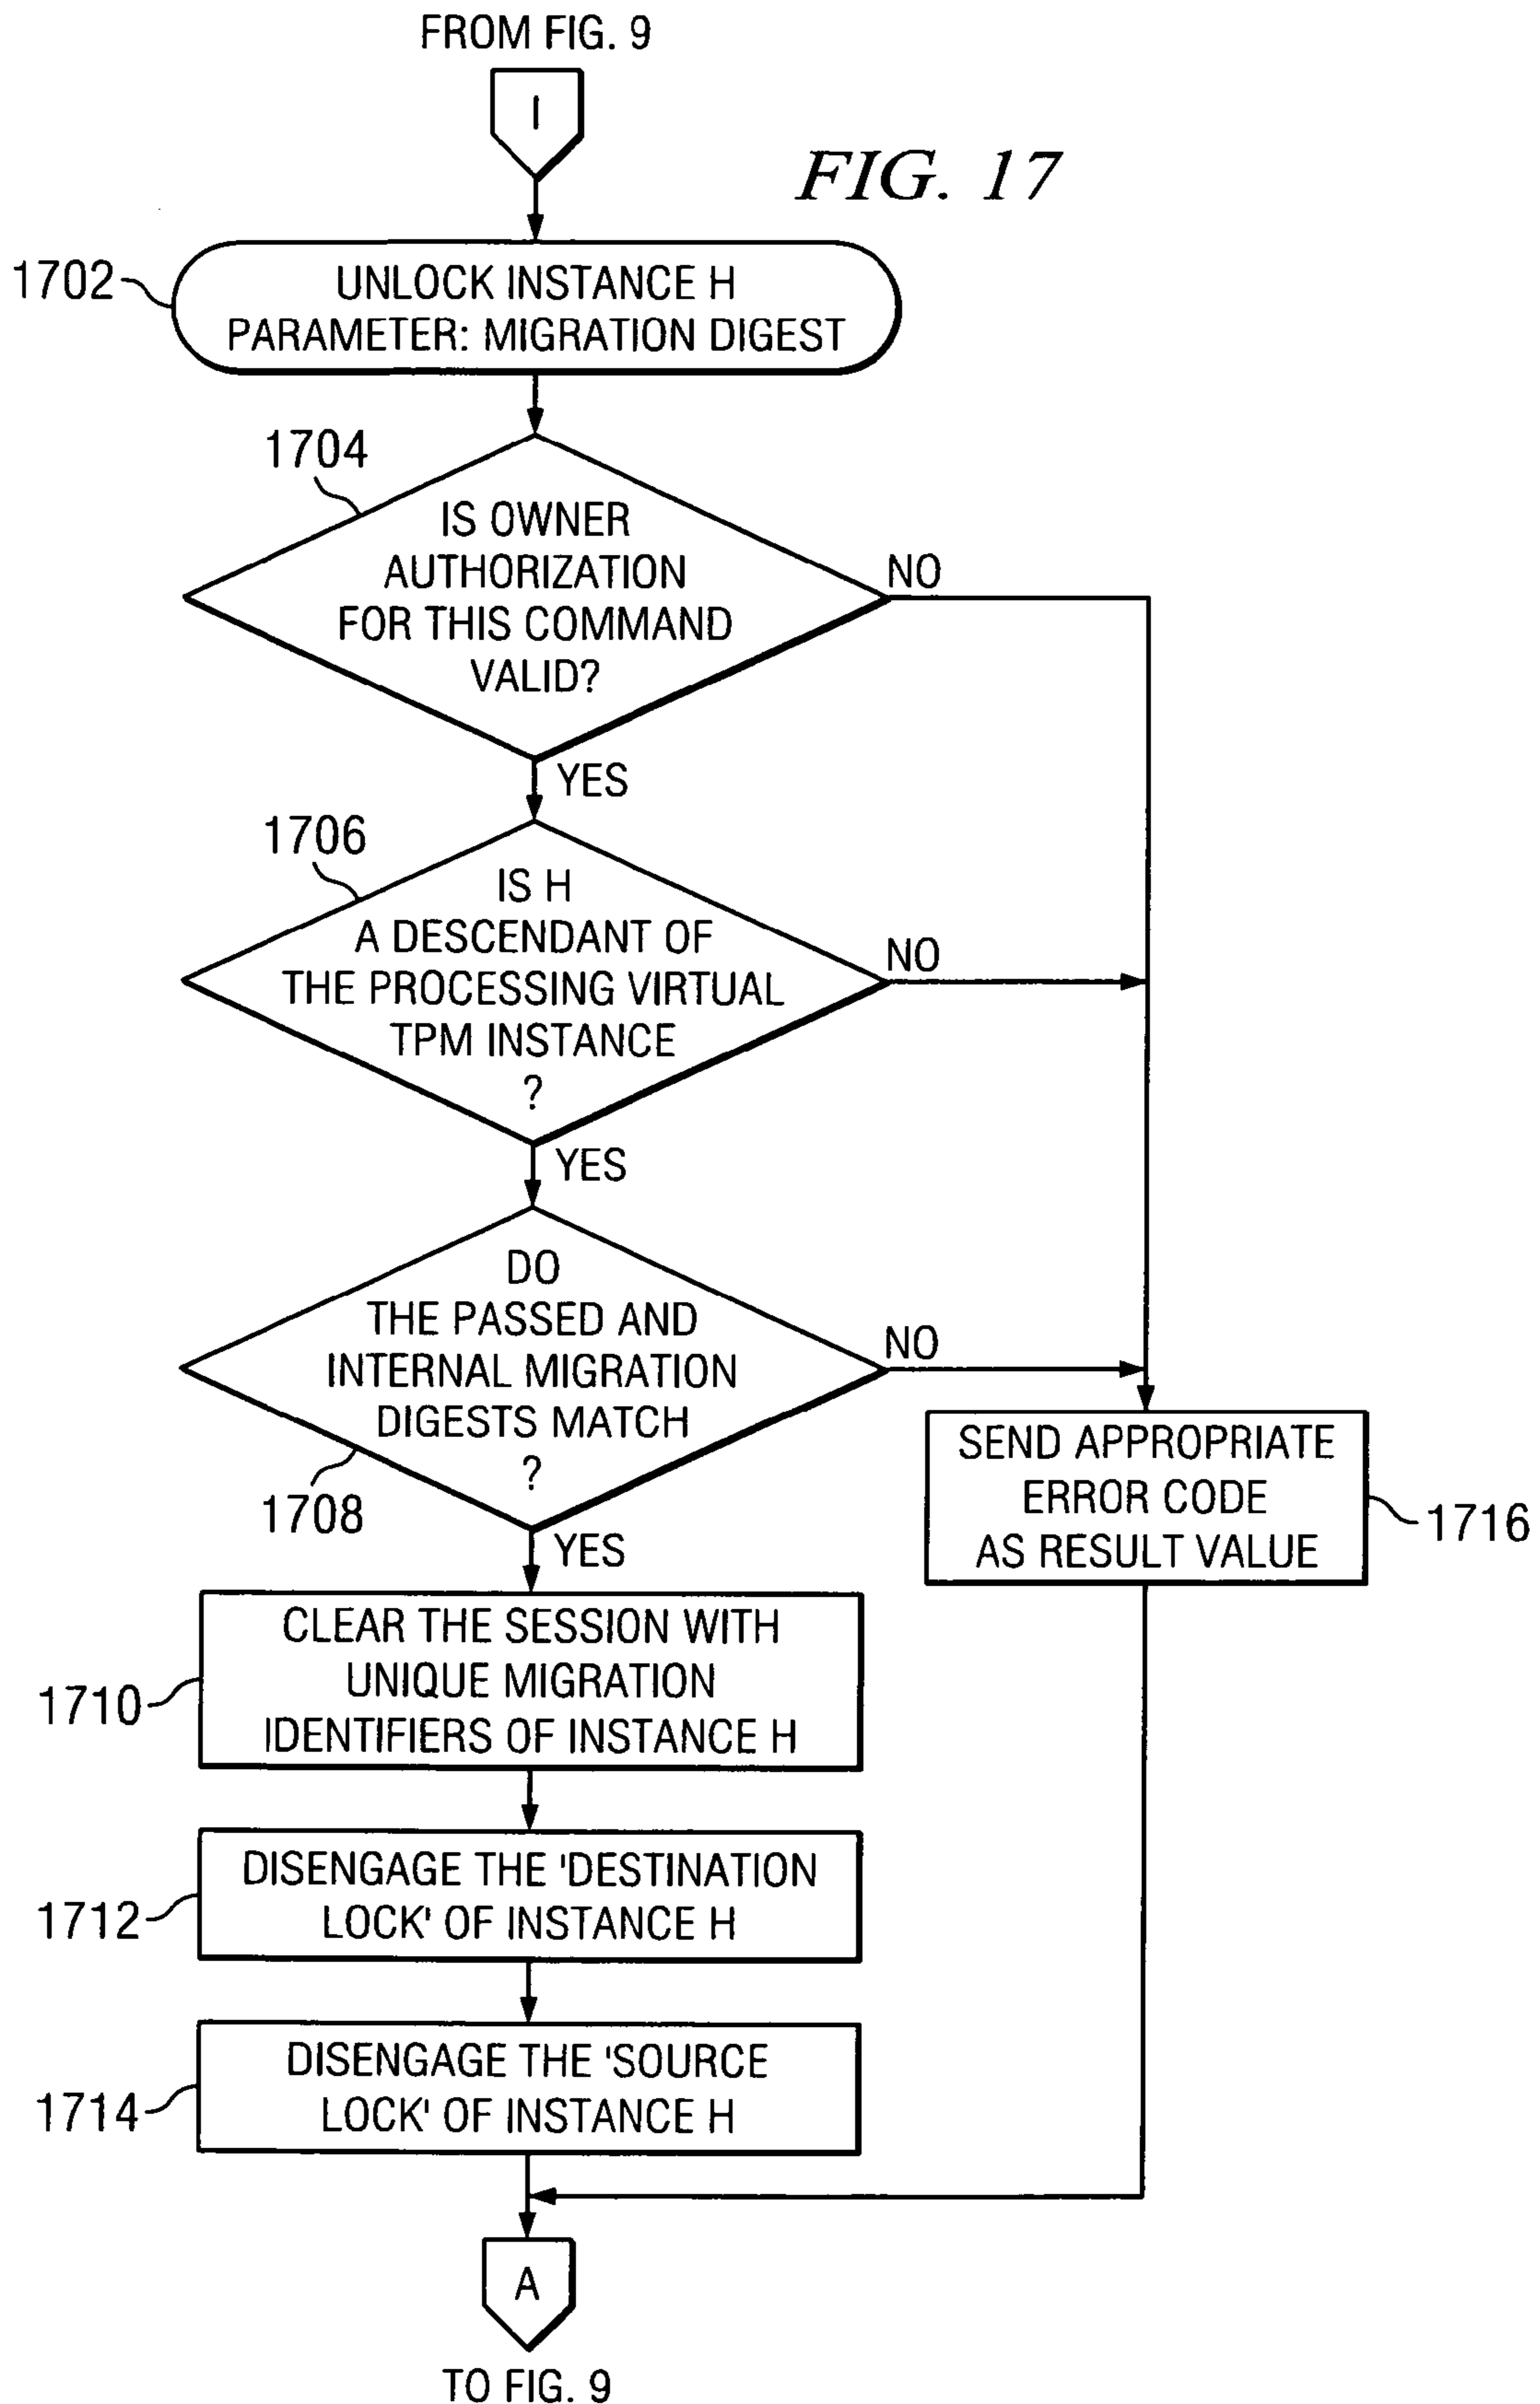 FROM FIG. 9
I
FIG. 17
1702
UNLOCK INSTANCE H
PARAMETER: MIGRATION DIGEST
1704
IS OWNER
AUTHORIZATION
FOR THIS COMMAND
VALID?
NO
YES
1706
IS H
A DESCENDANT OF
THE PROCESSING VIRTUAL
TPM INSTANCE
?
NO
YES
DO
THE PASSED AND
INTERNAL MIGRATION
DIGESTS MATCH
?
NO
1708
YES
SEND APPROPRIATE
ERROR CODE
AS RESULT VALUE
1716
CLEAR THE SESSION WITH
UNIQUE MIGRATION
IDENTIFIERS OF INSTANCE H
1710
DISENGAGE THE 'DESTINATION
LOCK' OF INSTANCE H
1712
DISENGAGE THE 'SOURCE
LOCK' OF INSTANCE H
1714
A
TO FIG. 9